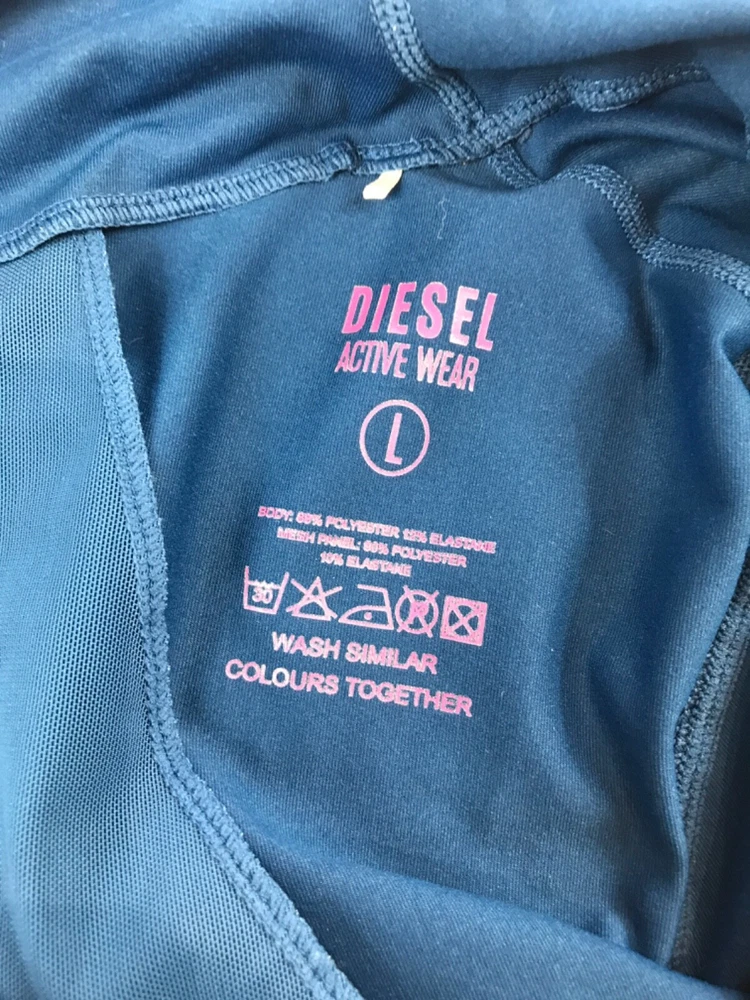 DIESEL
ACTIVE WEAR
L
BODY: 88% POLYESTER 12% ELASTANE
MESH PANEL: 90% POLYESTER
10% ELASTANE
30
WASH SIMILAR
COLOURS TOGETHER